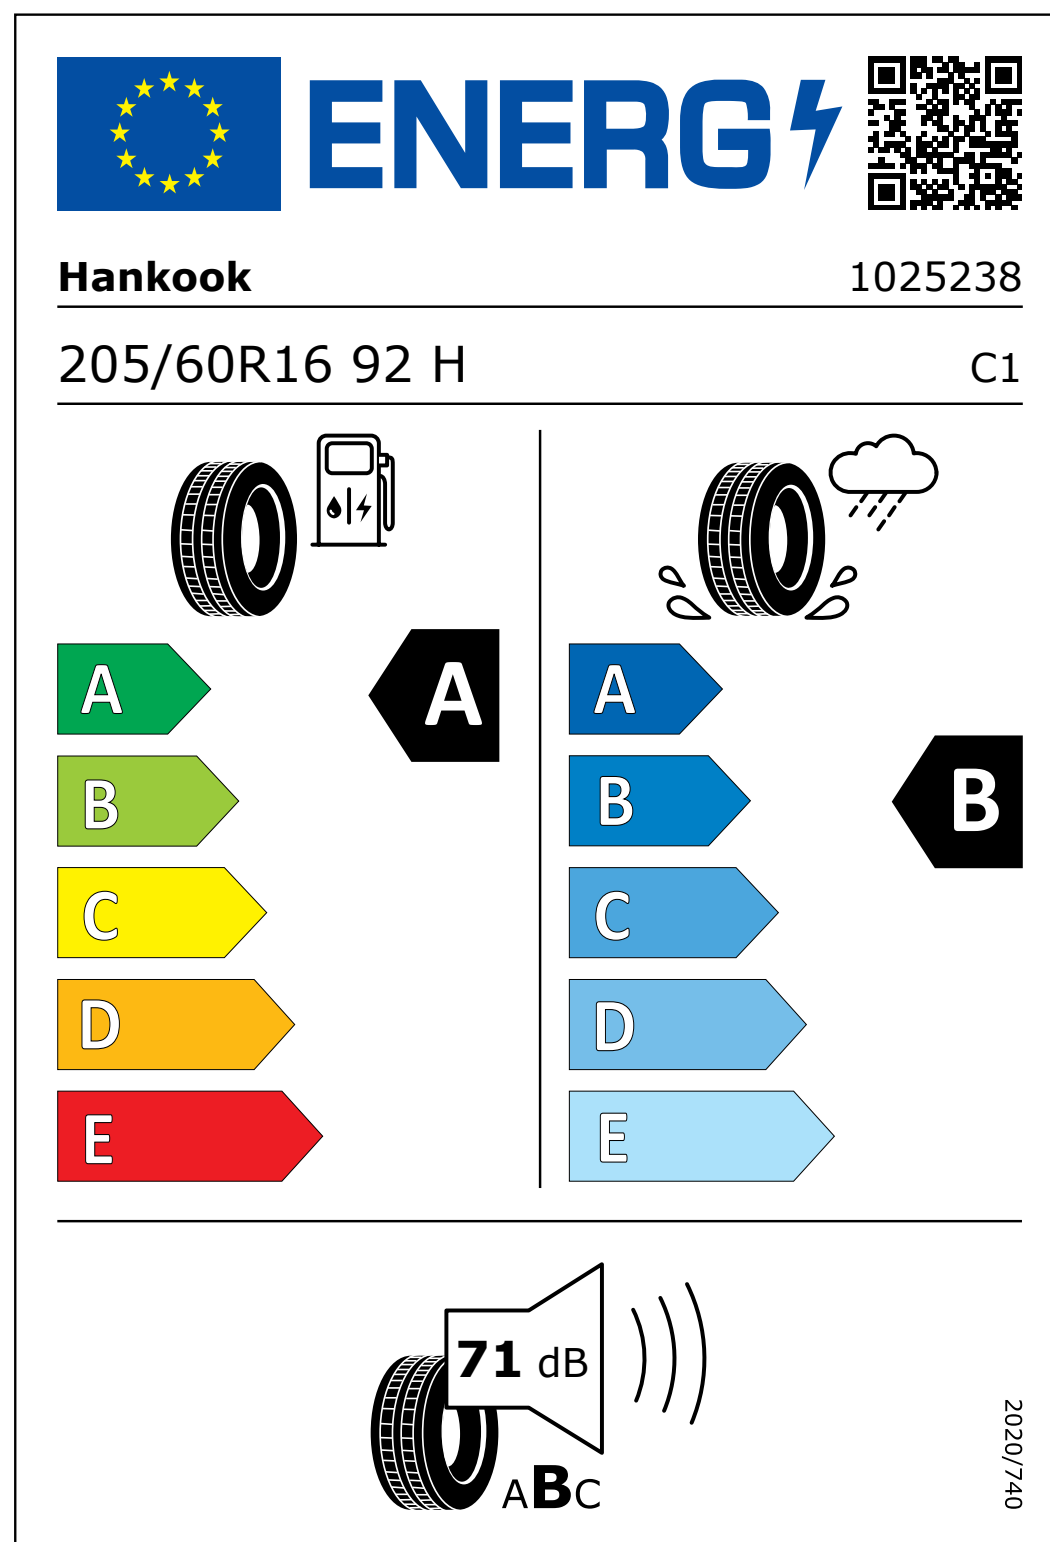 ENERG
Hankook 1025238
205/60R16 92 H C1
A A
B
C
D
E
A
B B
C
D
E
71 dB
ABC
2020/740